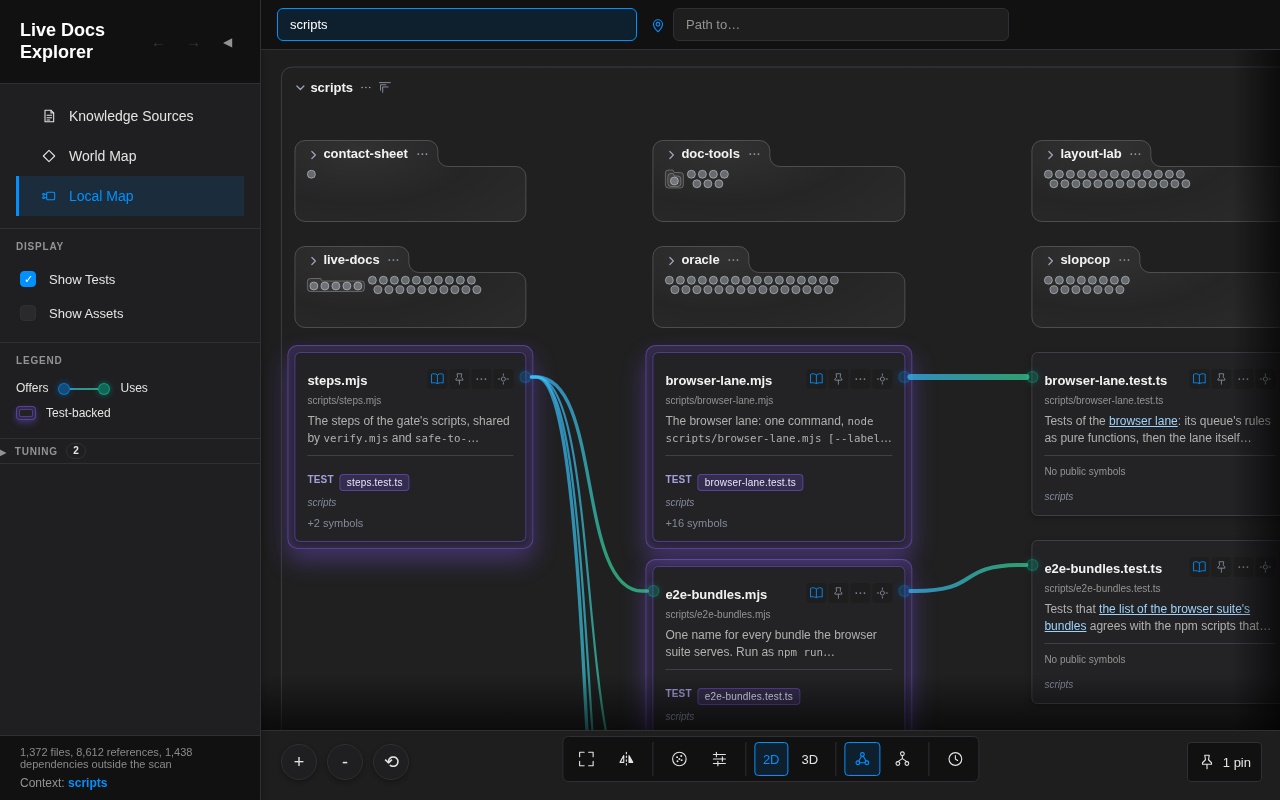 Live Docs
Explorer
← → ◀
Knowledge Sources
World Map
Local Map
DISPLAY
Show Tests
Show Assets
LEGEND
Offers Uses
Test-backed
TUNING 2
1,372 files, 8,612 references, 1,438
dependencies outside the scan
Context: scripts
scripts
Path to…
scripts ···
contact-sheet ···
doc-tools ···
layout-lab ···
live-docs ···
oracle ···
slopcop ···
steps.mjs
scripts/steps.mjs
The steps of the gate's scripts, shared
by verify.mjs and safe-to-…
TEST steps.test.ts
scripts
+2 symbols
browser-lane.mjs
scripts/browser-lane.mjs
The browser lane: one command, node
scripts/browser-lane.mjs [--label…
TEST browser-lane.test.ts
scripts
+16 symbols
browser-lane.test.ts
scripts/browser-lane.test.ts
Tests of the browser lane: its queue's rules
as pure functions, then the lane itself…
No public symbols
scripts
e2e-bundles.mjs
scripts/e2e-bundles.mjs
One name for every bundle the browser
suite serves. Run as npm run…
TEST e2e-bundles.test.ts
scripts
e2e-bundles.test.ts
scripts/e2e-bundles.test.ts
Tests that the list of the browser suite's
bundles agrees with the npm scripts that…
No public symbols
scripts
+ - ⟲
2D 3D
1 pin